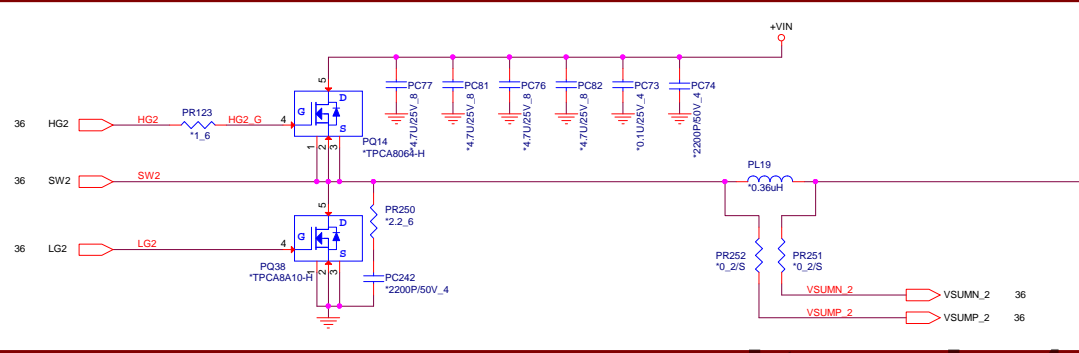 +VIN
PC77
*4.7U/25V_8
PC81
*4.7U/25V_8
PC76
*4.7U/25V_8
PC82
*4.7U/25V_8
PC73
*0.1U/25V_4
PC74
*2200P/50V_4
36 HG2 HG2
PR123
*1_6
HG2_G
4
5
D
G
S
1 2 3
PQ14
*TPCA8064-H
36 SW2 SW2
5
D
G
S
4
1 2 3
PQ38
*TPCA8A10-H
36 LG2 LG2
PR250
*2.2_6
PC242
*2200P/50V_4
PL19
*0.36uH
PR252
*0_2/S
PR251
*0_2/S
VSUMN_2 VSUMN_2 36
VSUMP_2 VSUMP_2 36